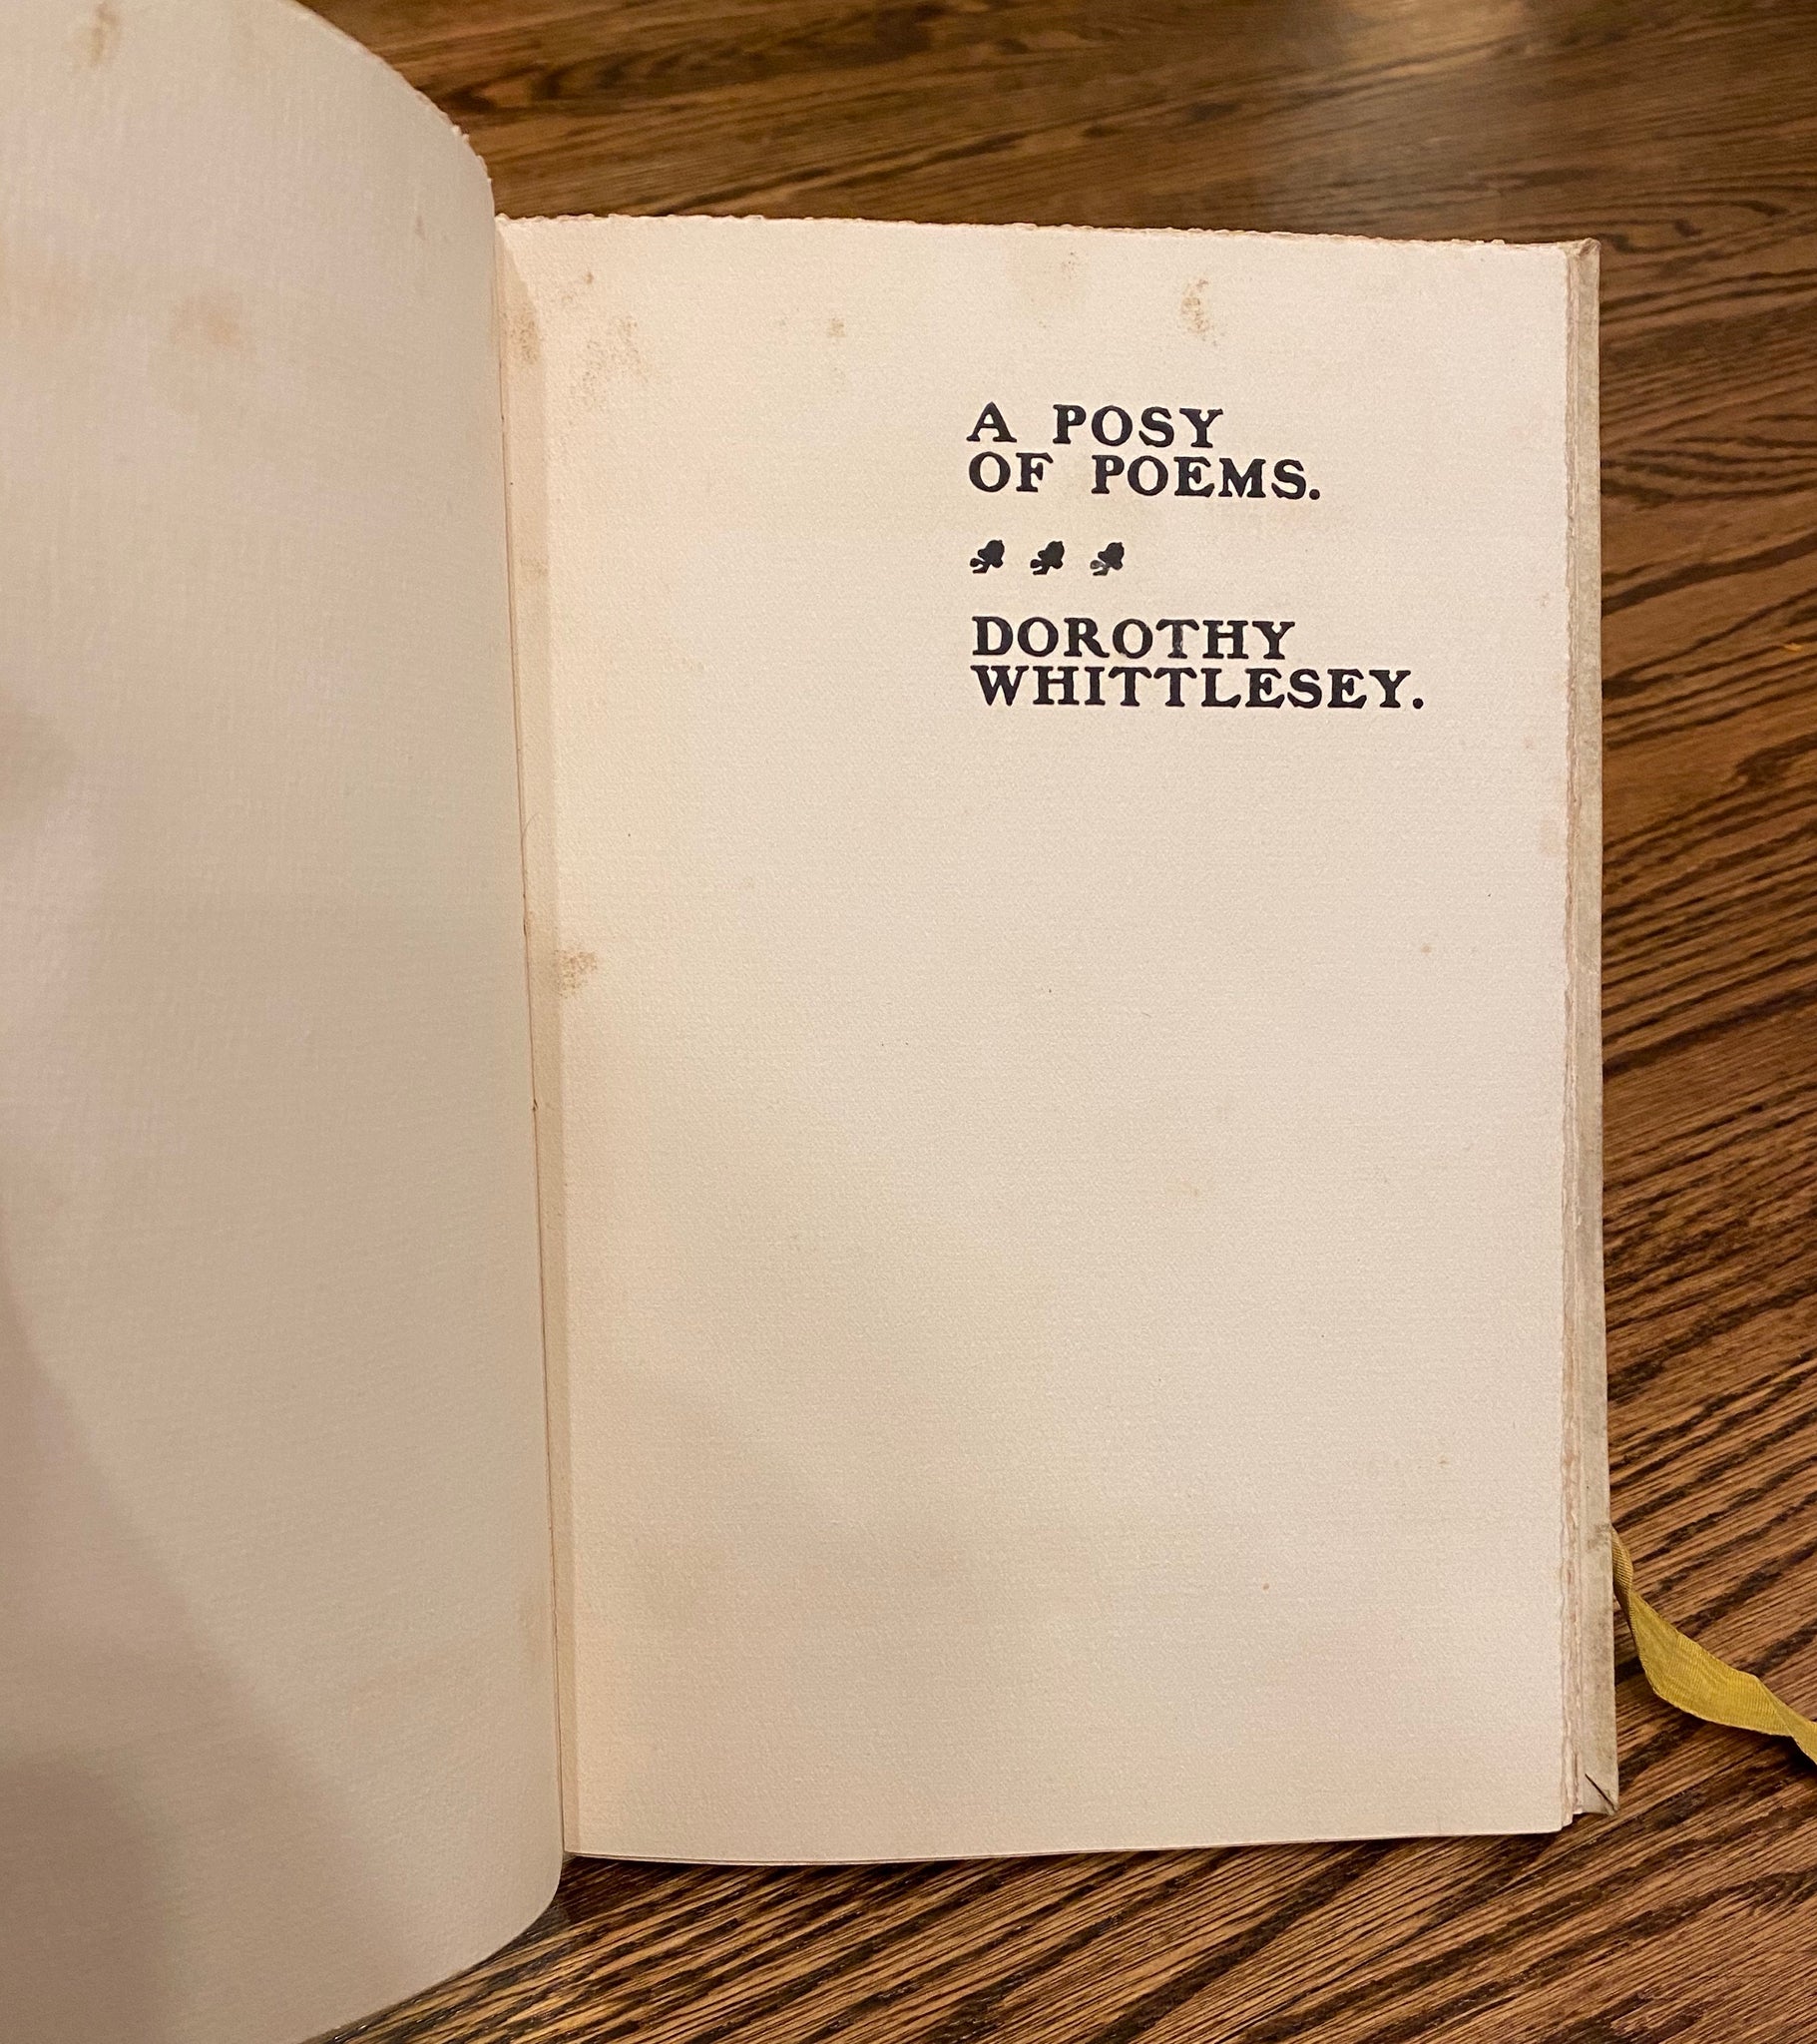 A POSY
OF POEMS.
DOROTHY
WHITTLESEY.